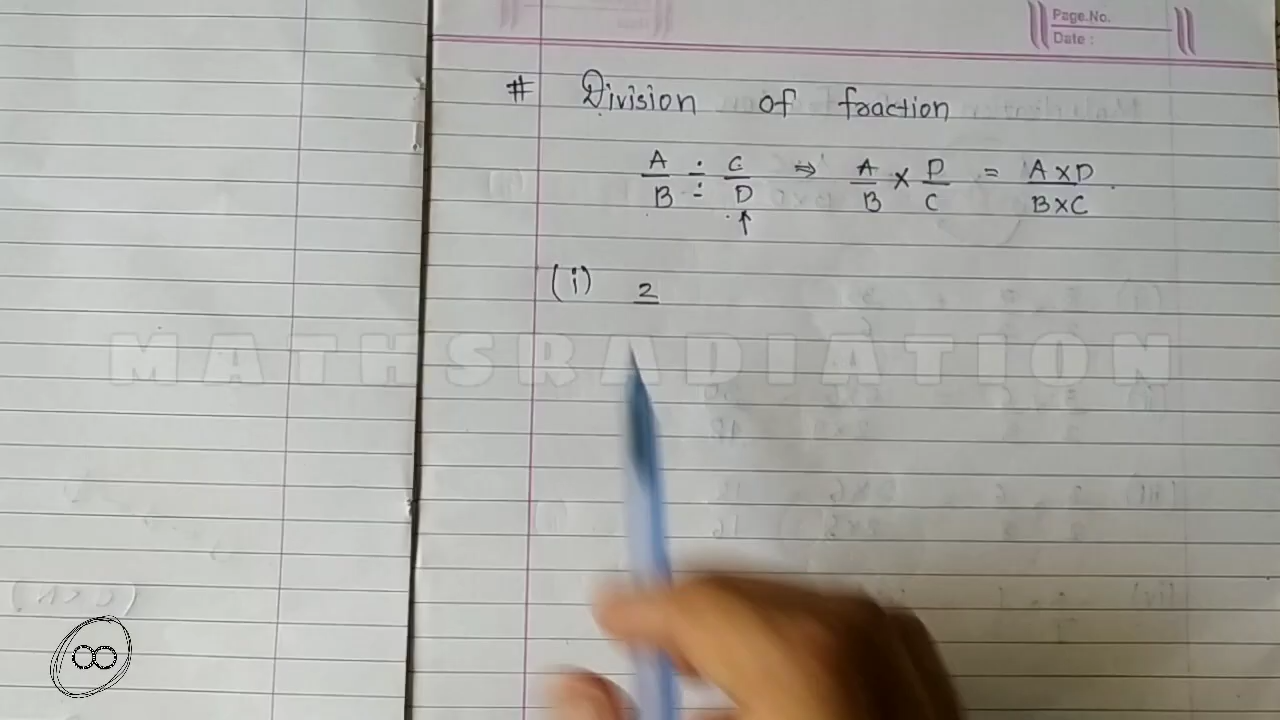 Page.No.
Date :
# Division of fraction
A/B ÷ C/D ⇒ A/B × D/C = A×D/B×C
↑
(i) 2
MATHSRADIATION